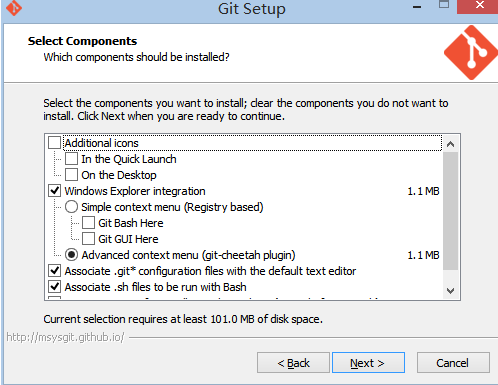 Git Setup
Select Components
Which components should be installed?
Select the components you want to install; clear the components you do not want to
install. Click Next when you are ready to continue.
Additional icons
In the Quick Launch
On the Desktop
Windows Explorer integration 1.1 MB
Simple context menu (Registry based)
Git Bash Here
Git GUI Here
Advanced context menu (git-cheetah plugin) 1.1 MB
Associate .git* configuration files with the default text editor
Associate .sh files to be run with Bash
Current selection requires at least 101.0 MB of disk space.
http://msysgit.github.io/
< Back
Next >
Cancel